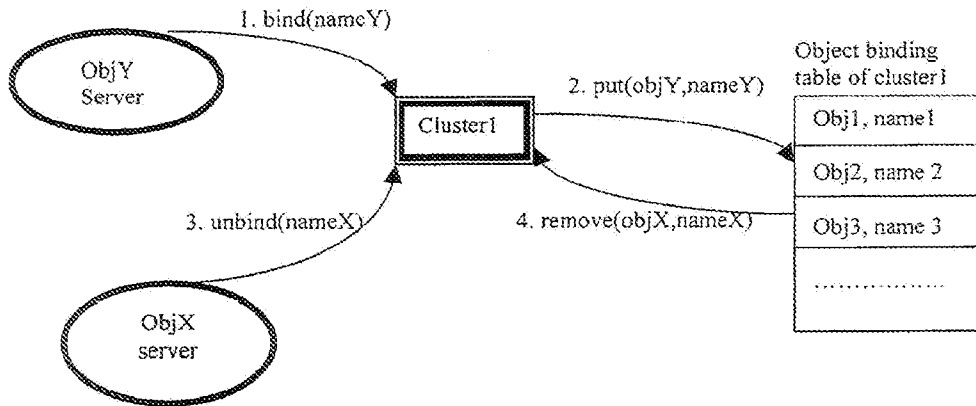 1. bind(nameY)
ObjY
Server
Object binding
table of cluster1
2. put(objY,nameY)
Cluster1
Obj1, name1
Obj2, name 2
3. unbind(nameX)
4. remove(objX,nameX)
Obj3, name 3
..................
ObjX
server